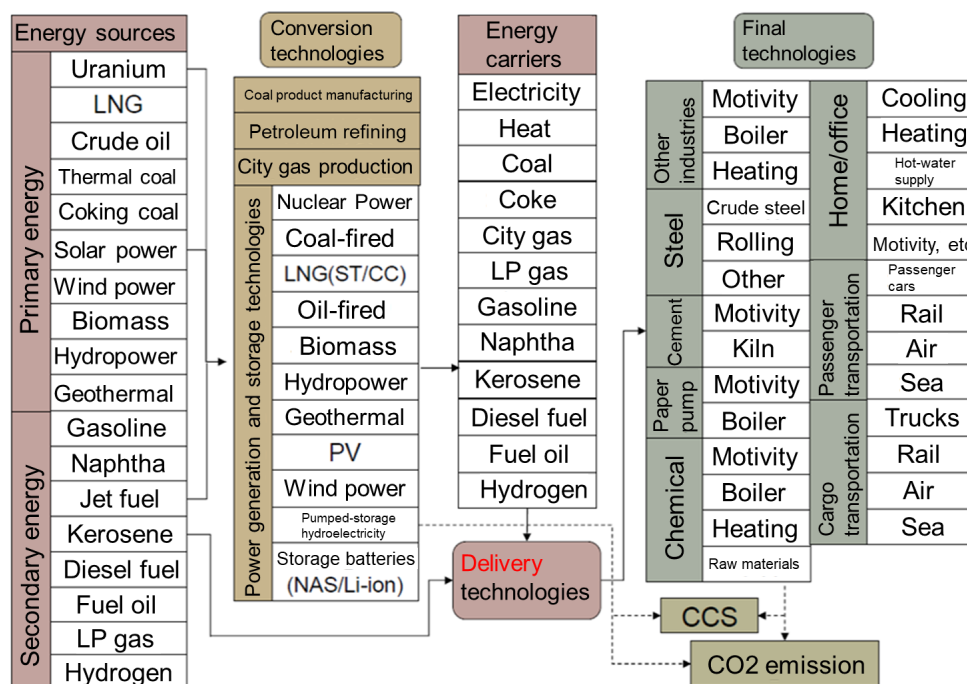 Energy sources
Primary energy
Uranium
LNG
Crude oil
Thermal coal
Coking coal
Solar power
Wind power
Biomass
Hydropower
Geothermal
Secondary energy
Gasoline
Naphtha
Jet fuel
Kerosene
Diesel fuel
Fuel oil
LP gas
Hydrogen
Conversion
technologies
Coal product manufacturing
Petroleum refining
City gas production
Power generation and storage technologies
Nuclear Power
Coal-fired
LNG(ST/CC)
Oil-fired
Biomass
Hydropower
Geothermal
PV
Wind power
Pumped-storage
hydroelectricity
Storage batteries
(NAS/Li-ion)
Energy
carriers
Electricity
Heat
Coal
Coke
City gas
LP gas
Gasoline
Naphtha
Kerosene
Diesel fuel
Fuel oil
Hydrogen
Delivery
technologies
Final
technologies
Other
industries
Motivity
Boiler
Heating
Steel
Crude steel
Rolling
Other
Cement
Motivity
Kiln
Paper
pump
Motivity
Boiler
Chemical
Motivity
Boiler
Heating
Raw materials
Home/office
Cooling
Heating
Hot-water
supply
Kitchen
Motivity, etc
Passenger
transportation
Passenger
cars
Rail
Air
Sea
Cargo
transportation
Trucks
Rail
Air
Sea
CCS
CO2 emission